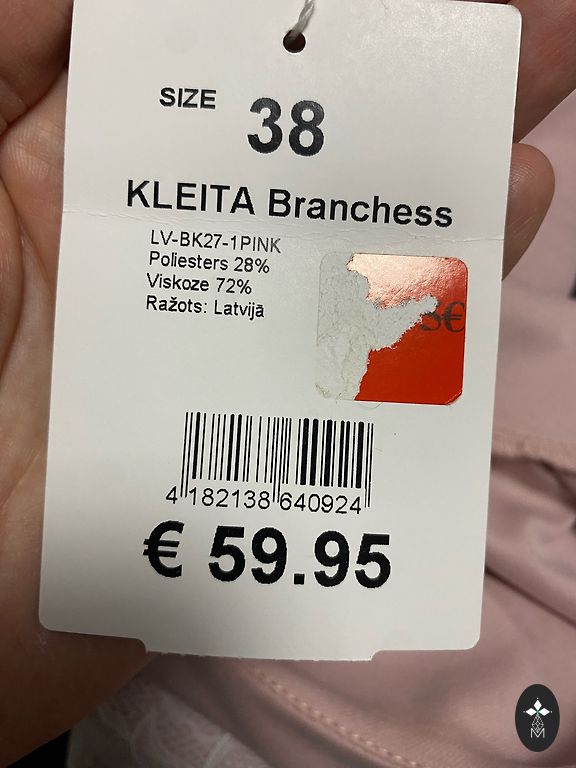 SIZE 38
KLEITA Branchess
LV-BK27-1PINK
Poliesters 28%
Viskoze 72%
Ražots: Latvijā
€
4 182138 640924
€ 59.95
M